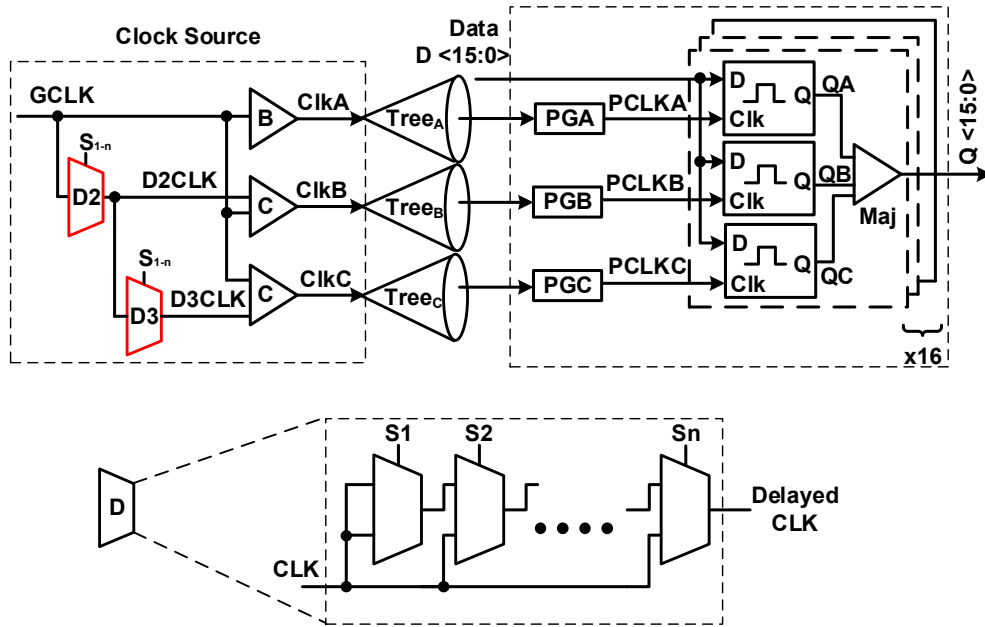 Clock Source
Data
D <15:0>
GCLK
B
ClkA
Tree_A
PGA
PCLKA
D
Clk
Q
QA
S_1-n
D2
D2CLK
C
ClkB
Tree_B
PGB
PCLKB
D
Clk
Q
QB
Maj
Q <15:0>
S_1-n
D3
D3CLK
C
ClkC
Tree_C
PGC
PCLKC
D
Clk
Q
QC
x16
D
S1
S2
Sn
CLK
Delayed
CLK